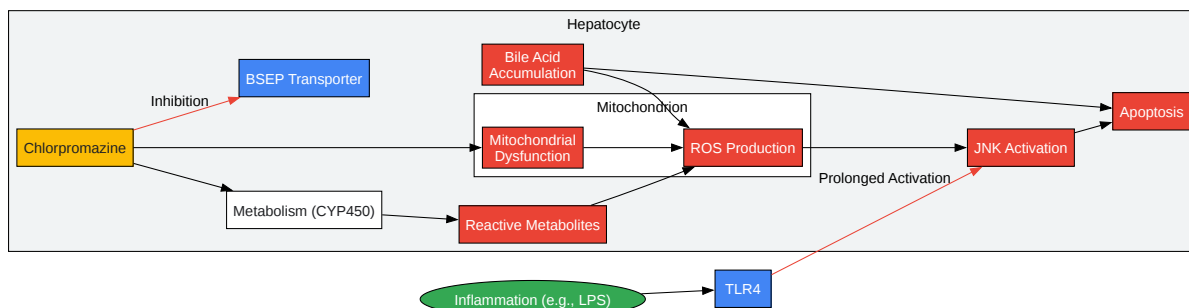 Hepatocyte
Bile Acid
Accumulation
BSEP Transporter
Inhibition
Mitochondrion
Apoptosis
Chlorpromazine
Mitochondrial
Dysfunction
ROS Production
JNK Activation
Prolonged Activation
Metabolism (CYP450)
Reactive Metabolites
TLR4
Inflammation (e.g., LPS)